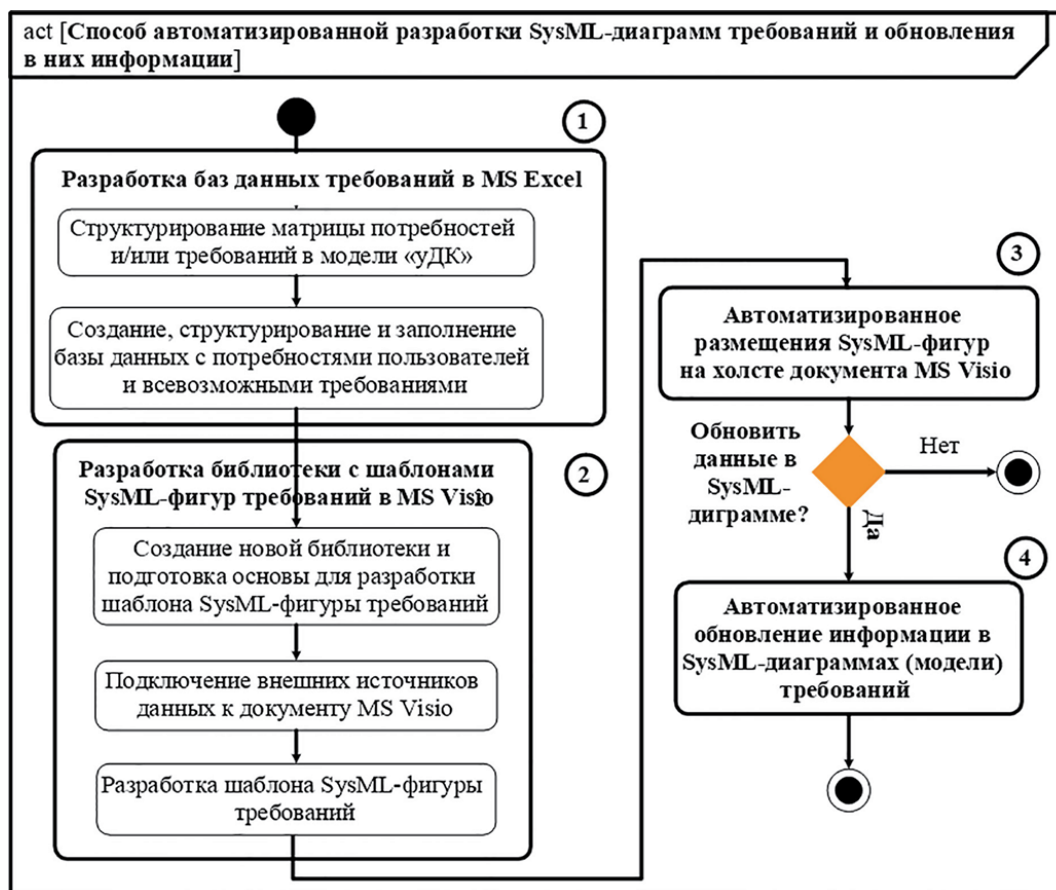 act [Способ автоматизированной разработки SysML-диаграмм требований и обновления
в них информации]
1
Разработка баз данных требований в MS Excel
Структурирование матрицы потребностей
и/или требований в модели «уДК»
Создание, структурирование и заполнение
базы данных с потребностями пользователей
и всевозможными требованиями
2
Разработка библиотеки с шаблонами
SysML-фигур требований в MS Visio
Создание новой библиотеки и
подготовка основы для разработки
шаблона SysML-фигуры требований
Подключение внешних источников
данных к документу MS Visio
Разработка шаблона SysML-фигуры
требований
3
Автоматизированное
размещения SysML-фигур
на холсте документа MS Visio
Обновить
данные в
SysML-
диграмме?
Нет
Да
4
Автоматизированное
обновление информации в
SysML-диаграммах (модели)
требований